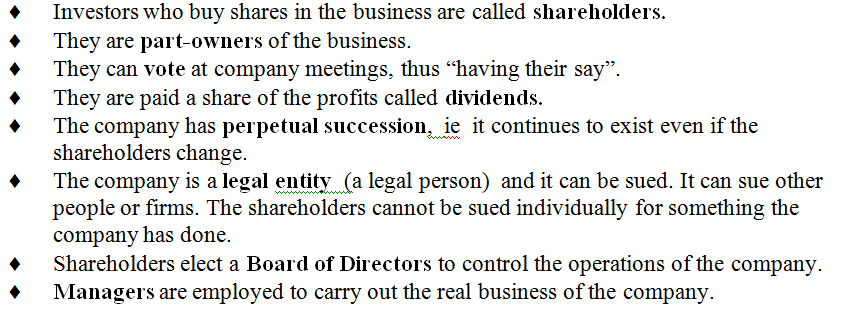 ♦ Investors who buy shares in the business are called shareholders.
♦ They are part-owners of the business.
♦ They can vote at company meetings, thus “having their say”.
♦ They are paid a share of the profits called dividends.
♦ The company has perpetual succession, ie it continues to exist even if the
shareholders change.
♦ The company is a legal entity (a legal person) and it can be sued. It can sue other
people or firms. The shareholders cannot be sued individually for something the
company has done.
♦ Shareholders elect a Board of Directors to control the operations of the company.
♦ Managers are employed to carry out the real business of the company.